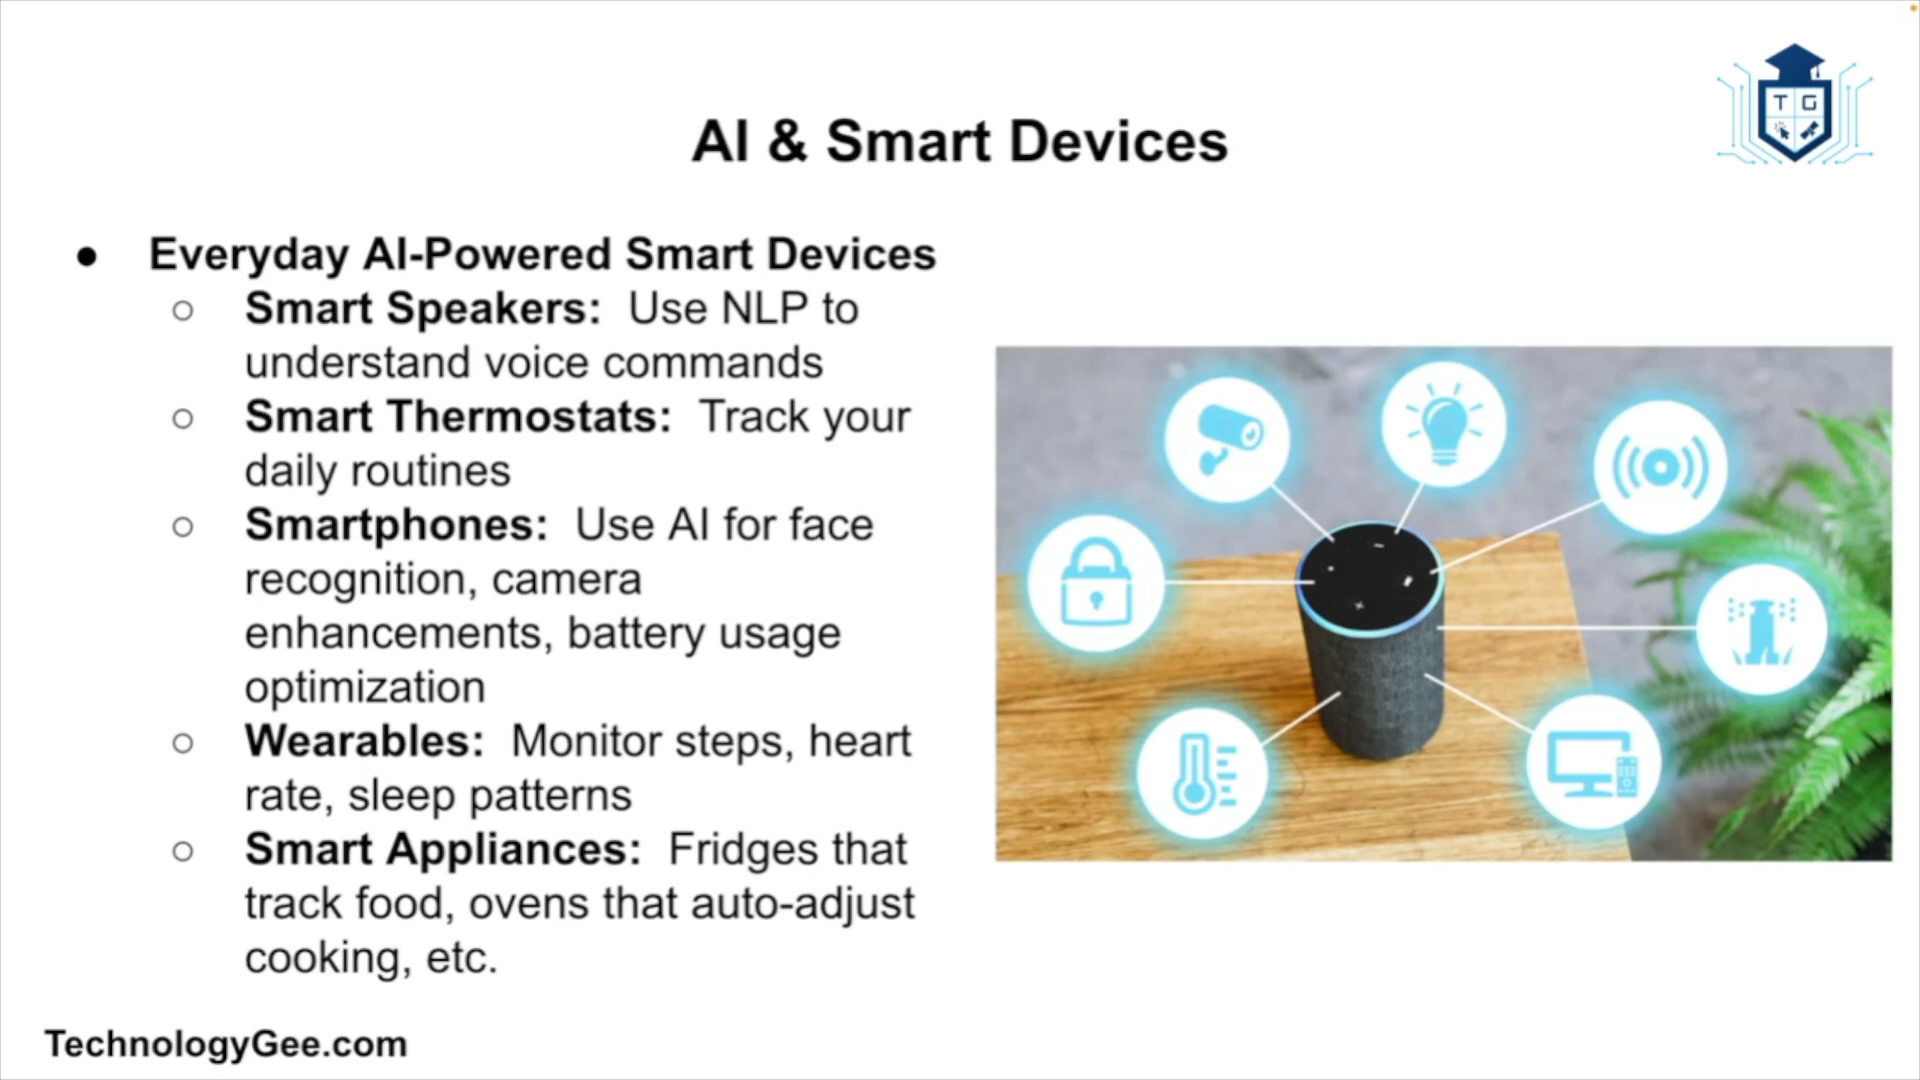 T G
AI & Smart Devices
● Everyday AI-Powered Smart Devices
○ Smart Speakers: Use NLP to
understand voice commands
○ Smart Thermostats: Track your
daily routines
○ Smartphones: Use AI for face
recognition, camera
enhancements, battery usage
optimization
○ Wearables: Monitor steps, heart
rate, sleep patterns
○ Smart Appliances: Fridges that
track food, ovens that auto-adjust
cooking, etc.
TechnologyGee.com